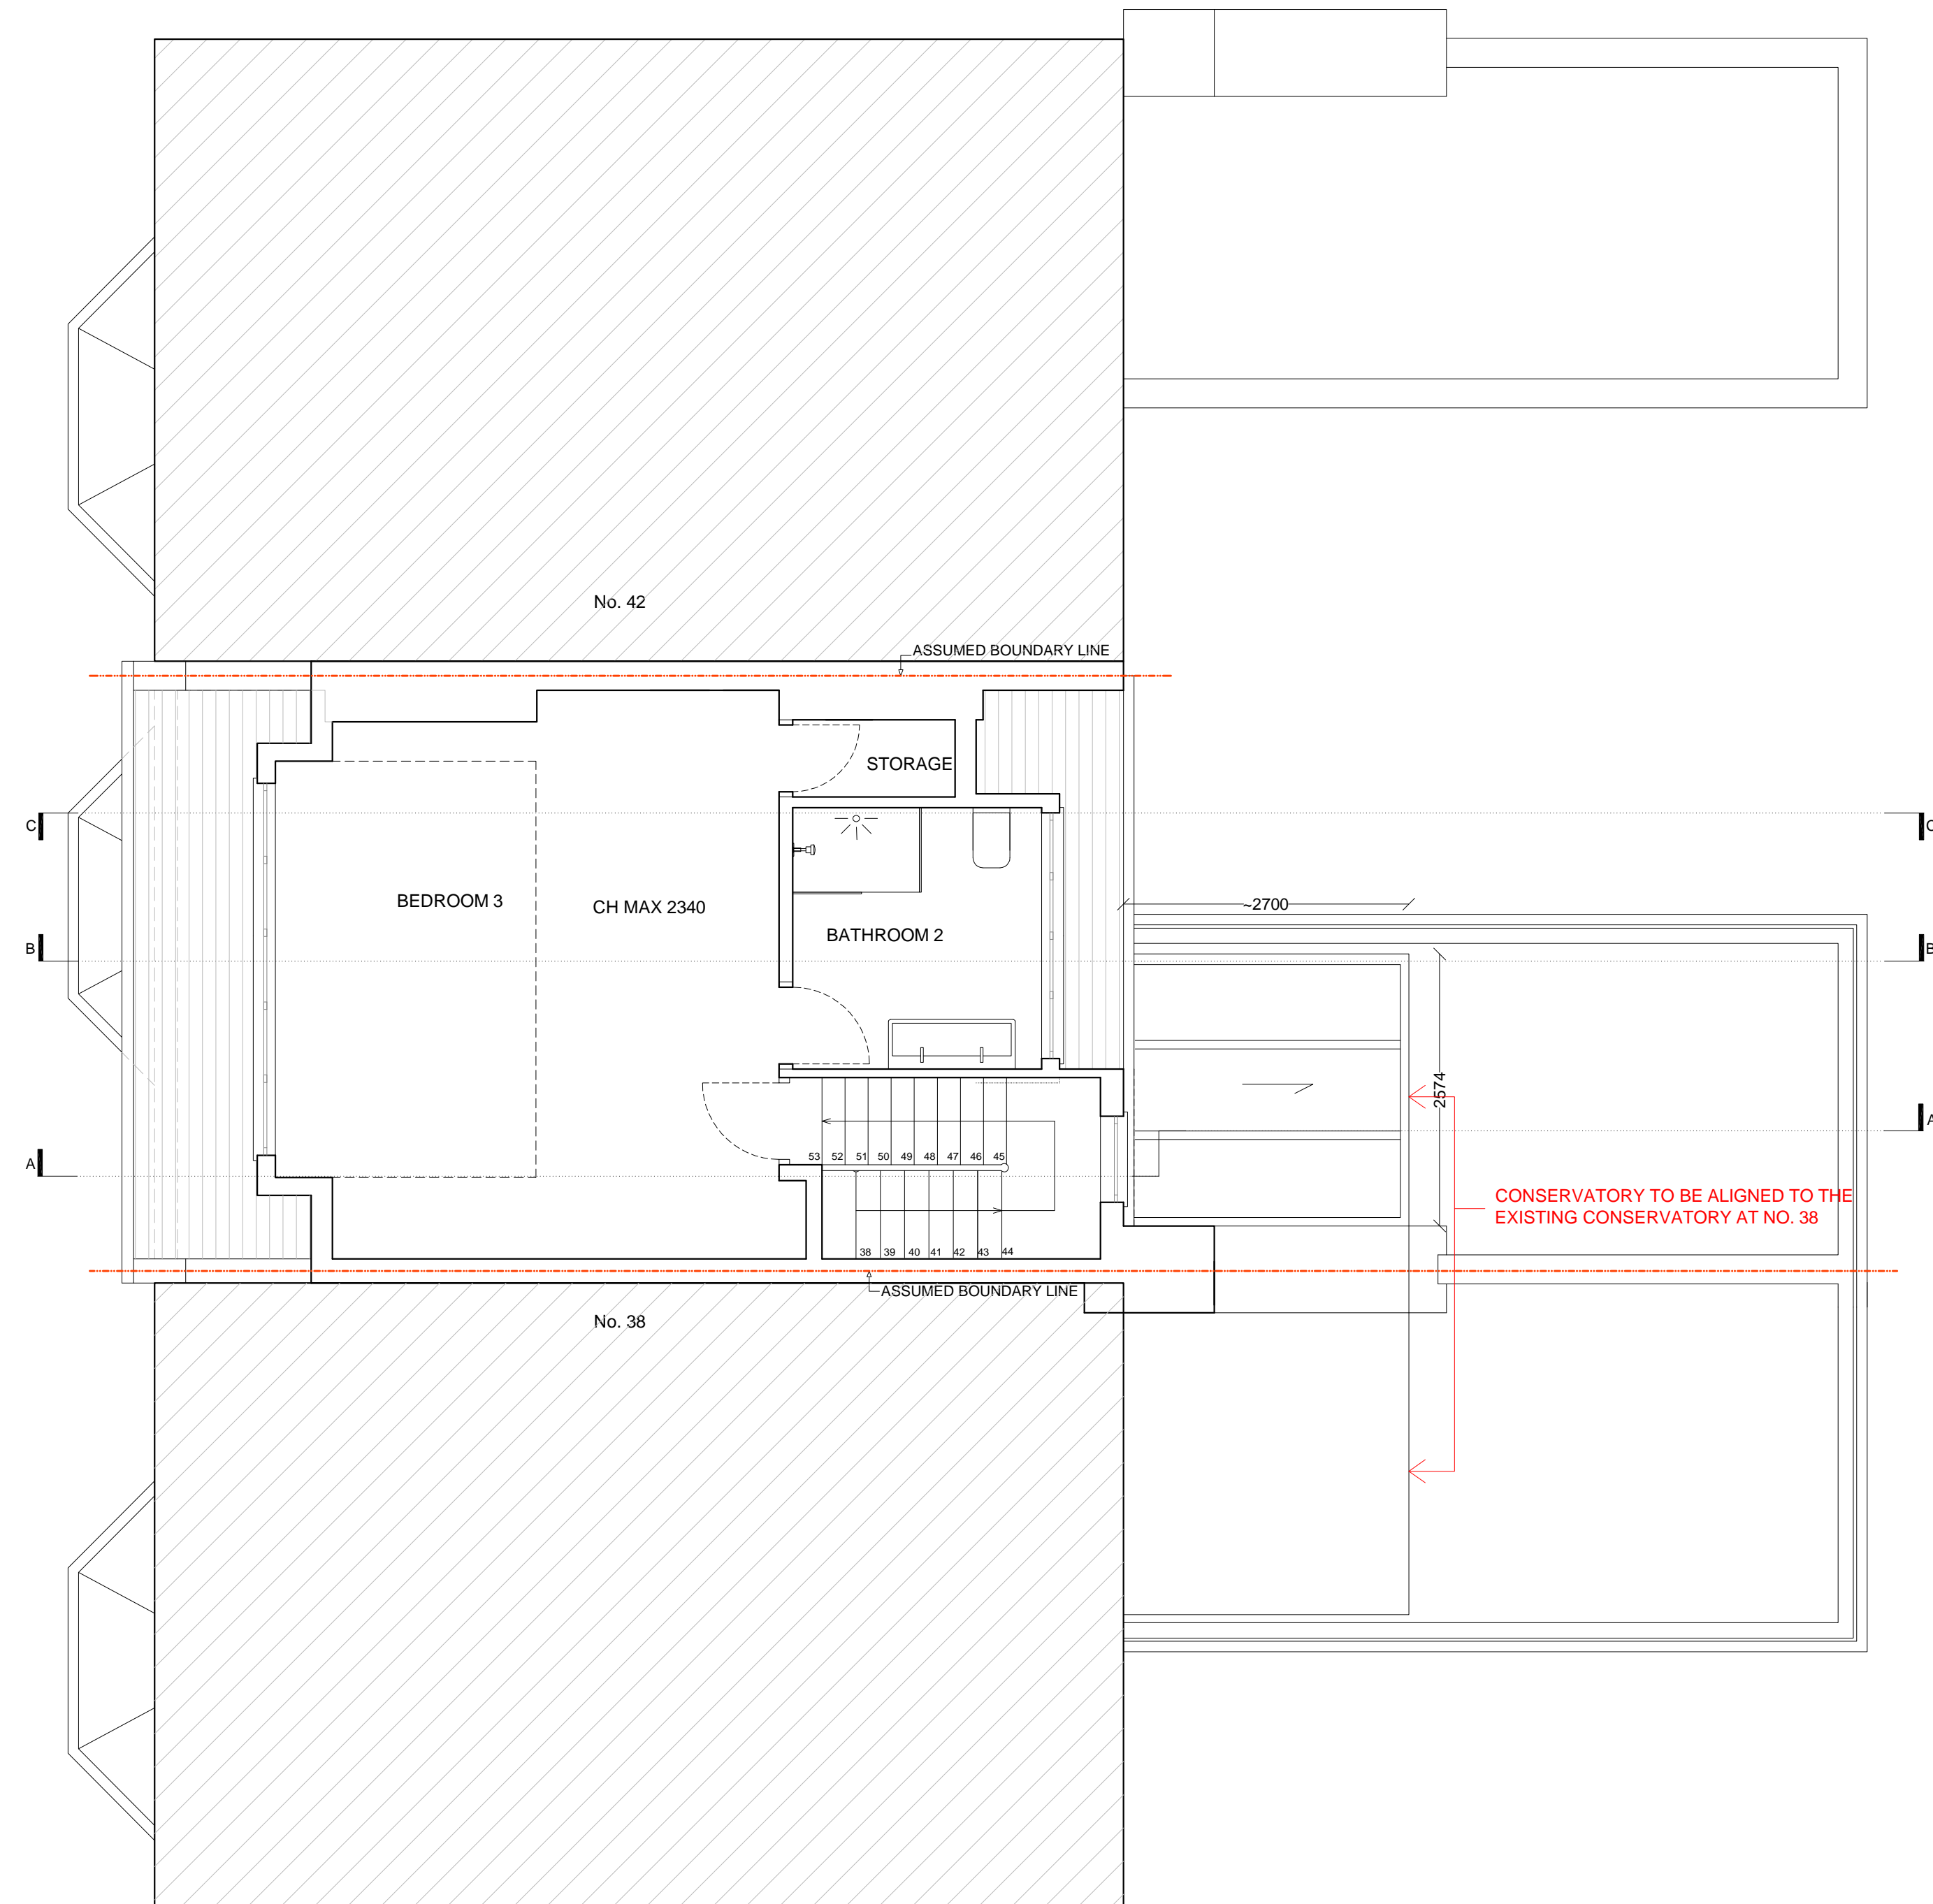 No. 42
ASSUMED BOUNDARY LINE
STORAGE
C
C
BEDROOM 3
CH MAX 2340
~2700
BATHROOM 2
B
B
2574
A
A
53 52 51 50 49 48 47 46 45
CONSERVATORY TO BE ALIGNED TO THE
EXISTING CONSERVATORY AT NO. 38
38 39 40 41 42 43 44
ASSUMED BOUNDARY LINE
No. 38